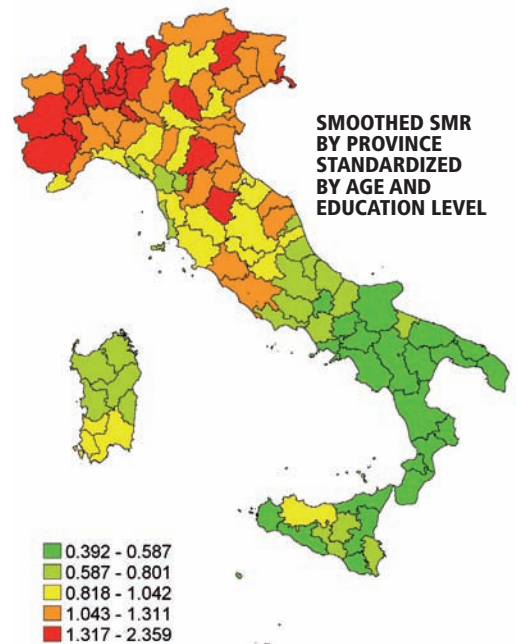 SMOOTHED SMR
BY PROVINCE
STANDARDIZED
BY AGE AND
EDUCATION LEVEL
0.392 - 0.587
0.587 - 0.801
0.818 - 1.042
1.043 - 1.311
1.317 - 2.359